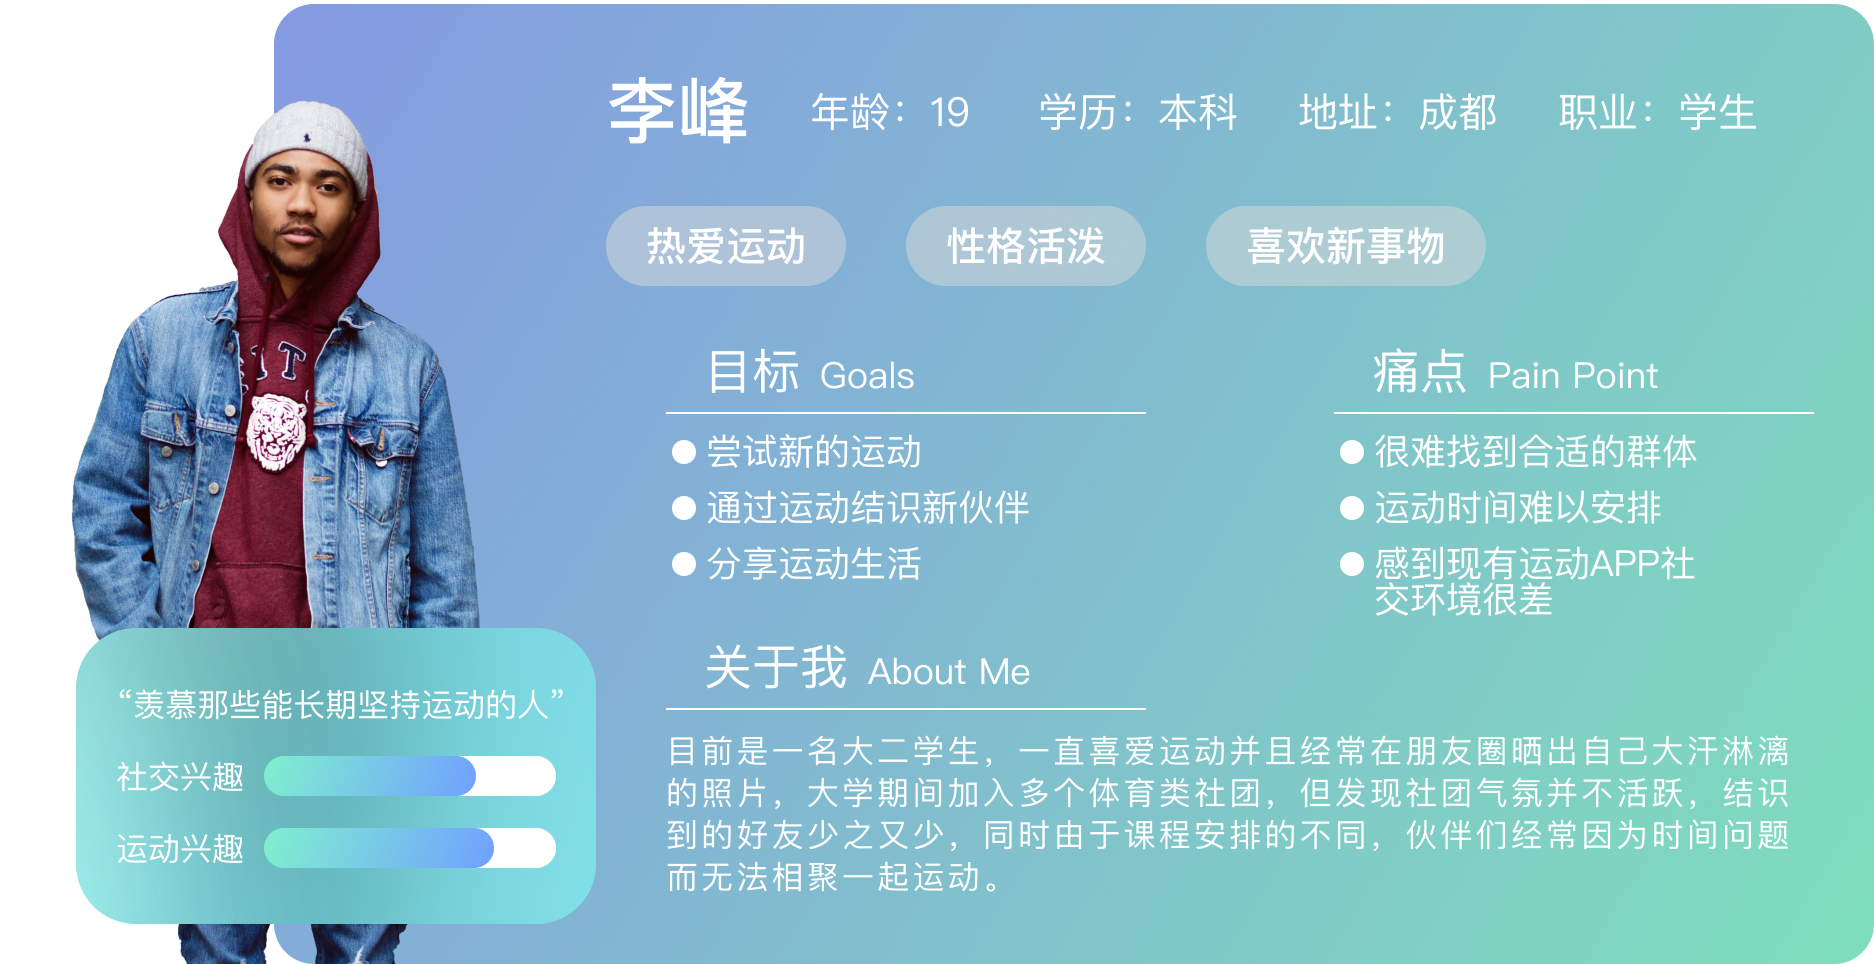 李峰 年龄：19 学历：本科 地址：成都 职业：学生
热爱运动 性格活泼 喜欢新事物
目标 Goals
尝试新的运动
通过运动结识新伙伴
分享运动生活
痛点 Pain Point
很难找到合适的群体
运动时间难以安排
感到现有运动APP社
交环境很差
关于我 About Me
目前是一名大二学生，一直喜爱运动并且经常在朋友圈晒出自己大汗淋漓
的照片，大学期间加入多个体育类社团，但发现社团气氛并不活跃，结识
到的好友少之又少，同时由于课程安排的不同，伙伴们经常因为时间问题
而无法相聚一起运动。
“羡慕那些能长期坚持运动的人”
社交兴趣
运动兴趣